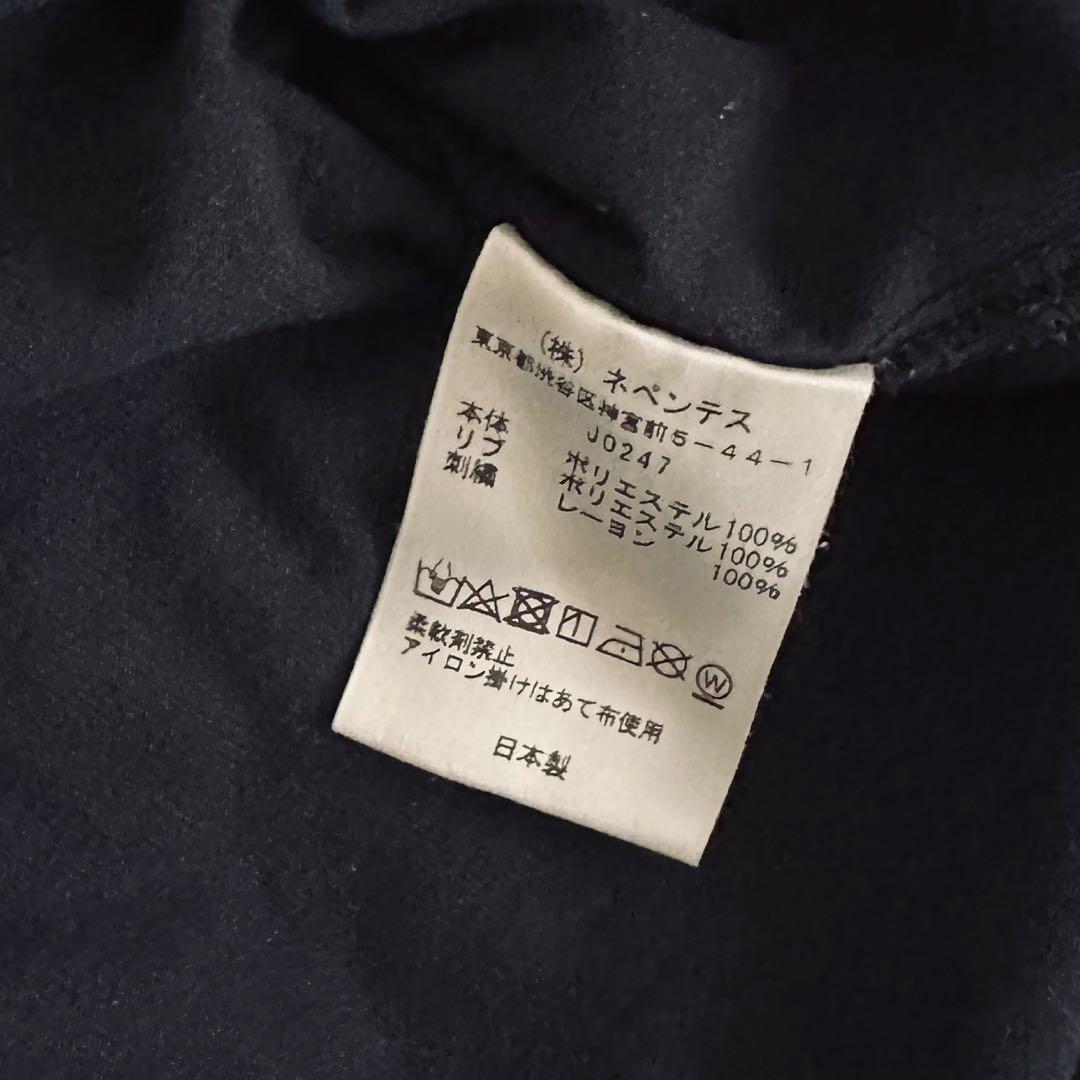 (株) ネペンテス
東京都渋谷区神宮前5-44-1
J0247
本体 ポリエステル100%
リブ ポリエステル100%
刺繍 レーヨン 100%
W
柔軟剤禁止
アイロン掛けはあて布使用
日本製